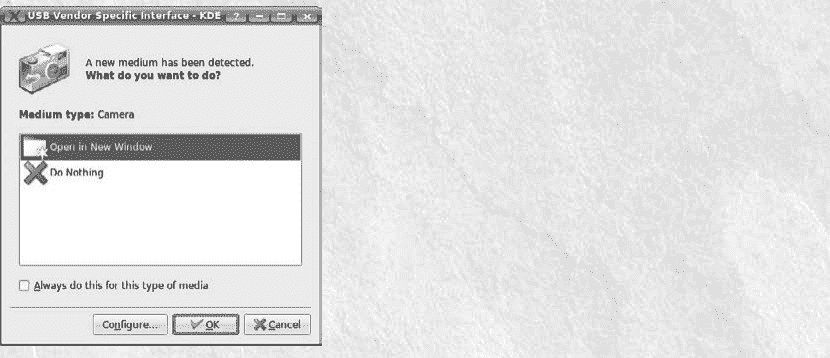 USB Vendor Specific Interface - KDE
A new medium has been detected.
What do you want to do?
Medium type: Camera
Open in New Window
Do Nothing
Always do this for this type of media
Configure...
OK
Cancel